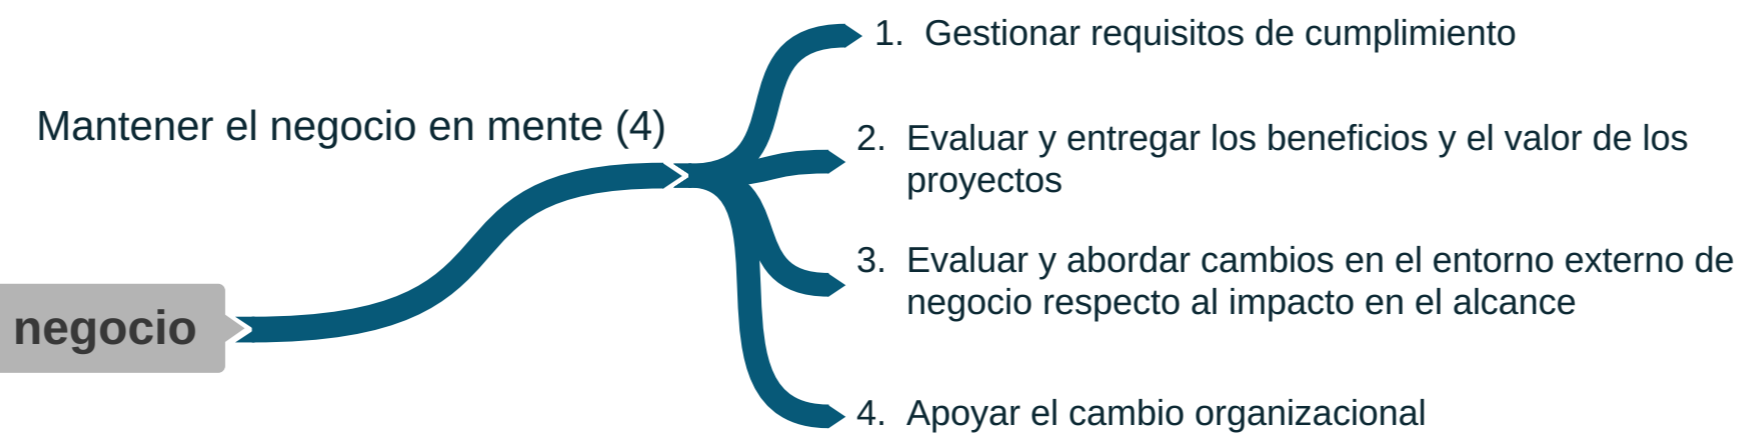 1. Gestionar requisitos de cumplimiento
Mantener el negocio en mente (4)
2. Evaluar y entregar los beneficios y el valor de los
proyectos
3. Evaluar y abordar cambios en el entorno externo de
negocio respecto al impacto en el alcance
negocio
4. Apoyar el cambio organizacional